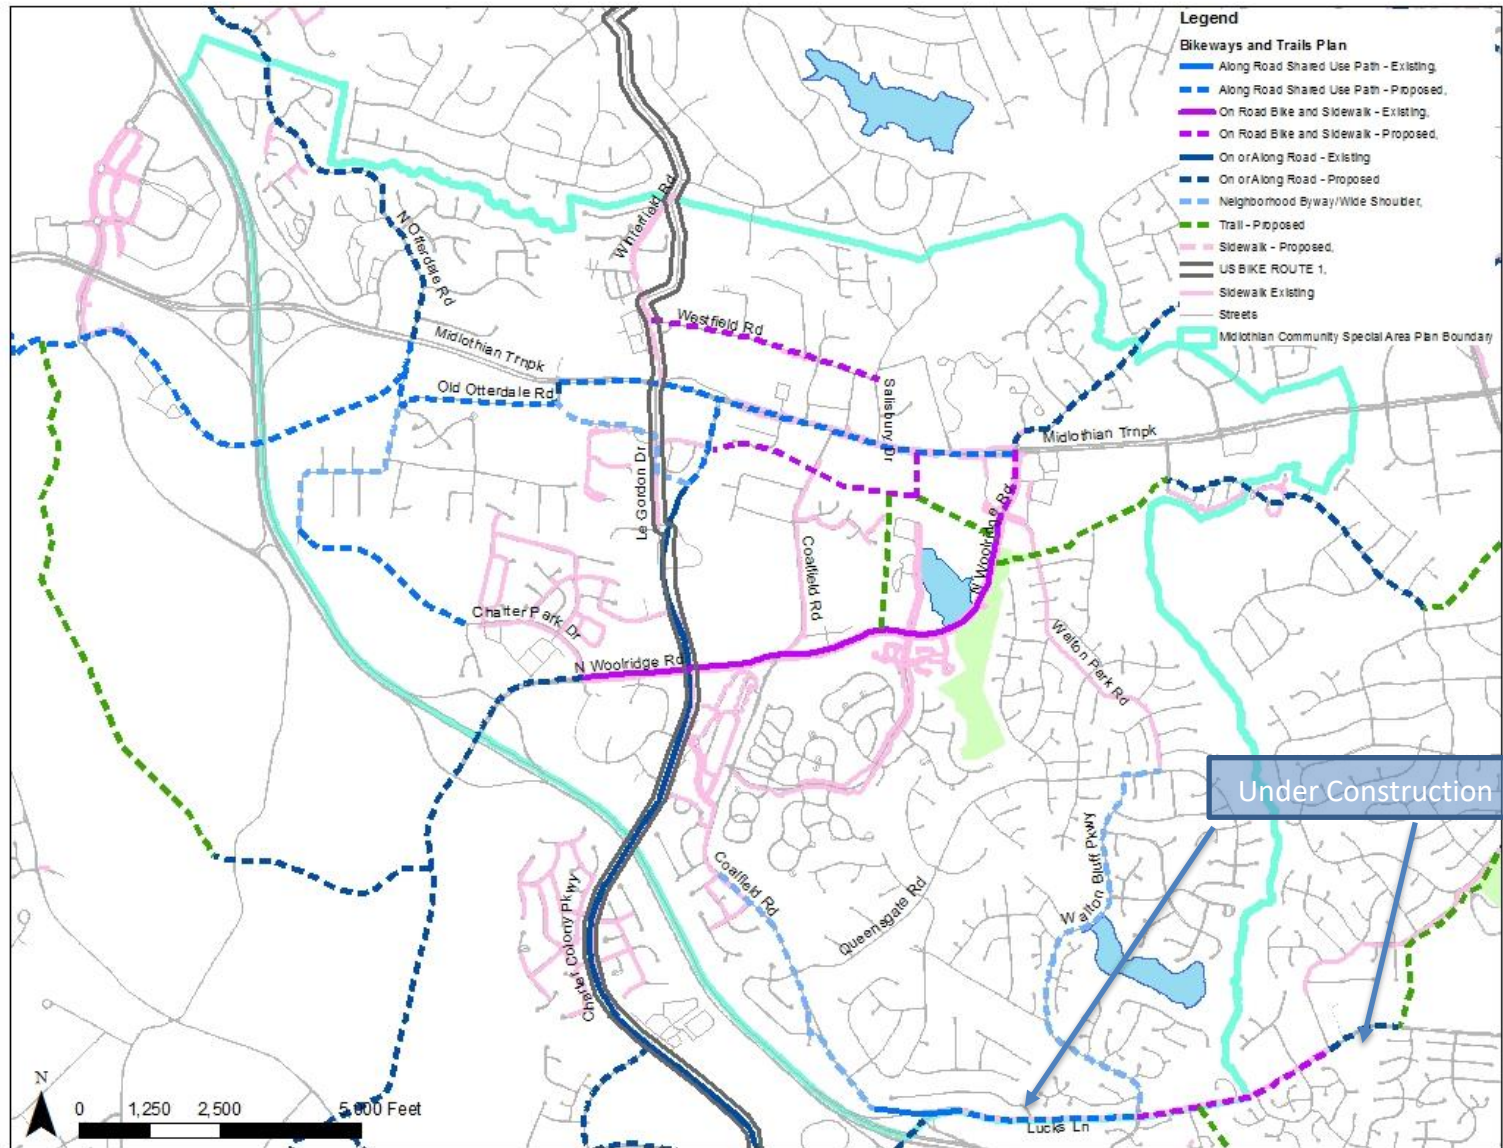 Legend
Bikeways and Trails Plan
Along Road Shared Use Path - Existing,
Along Road Shared Use Path - Proposed,
On Road Bike and Sidewalk - Existing,
On Road Bike and Sidewalk - Proposed,
On or Along Road - Existing
On or Along Road - Proposed
Neighborhood Byway/Wide Shoulder,
Trail - Proposed
Sidewalk - Proposed,
US BIKE ROUTE 1,
Sidewalk Existing
Streets
Midlothian Community Special Area Plan Boundary
Winterfield Rd
N Otterdale Rd
Westfield Rd
Midlothian Trnpk
Old Otterdale Rd
Salisbury Dr
Midlothian Trnpk
Le Gordon Dr
N Woolridge Rd
Coalfield Rd
Charter Park Dr
Walton Park Rd
N Woolridge Rd
Under Construction
Walton Bluff Pkwy
Coalfield Rd
Queensgate Rd
Charter Colony Pkwy
N
0 1,250 2,500 5,000 Feet
Lucks Ln